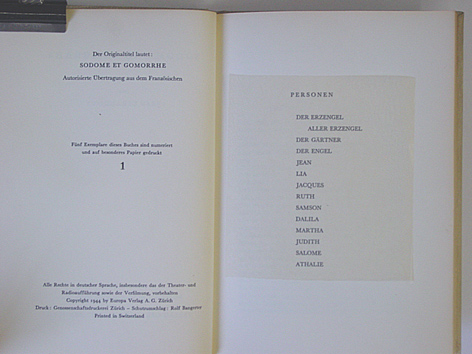 Der Originaltitel lautet:
SODOME ET GOMORRHE
Autorisierte Übertragung aus dem Französischen
Fünf Exemplare dieses Buches sind numeriert
und auf besonderes Papier gedruckt
1
Alle Rechte in deutscher Sprache, insbesondere das der Theater- und
Radioaufführung sowie der Verfilmung, vorbehalten
Copyright 1944 by Europa Verlag A. G. Zürich
Druck: Genossenschaftsdruckerei Zürich – Schutzumschlag: Rolf Bangerter
Printed in Switzerland
PERSONEN
DER ERZENGEL
ALLER ERZENGEL
DER GÄRTNER
DER ENGEL
JEAN
LIA
JACQUES
RUTH
SAMSON
DALILA
MARTHA
JUDITH
SALOME
ATHALIE